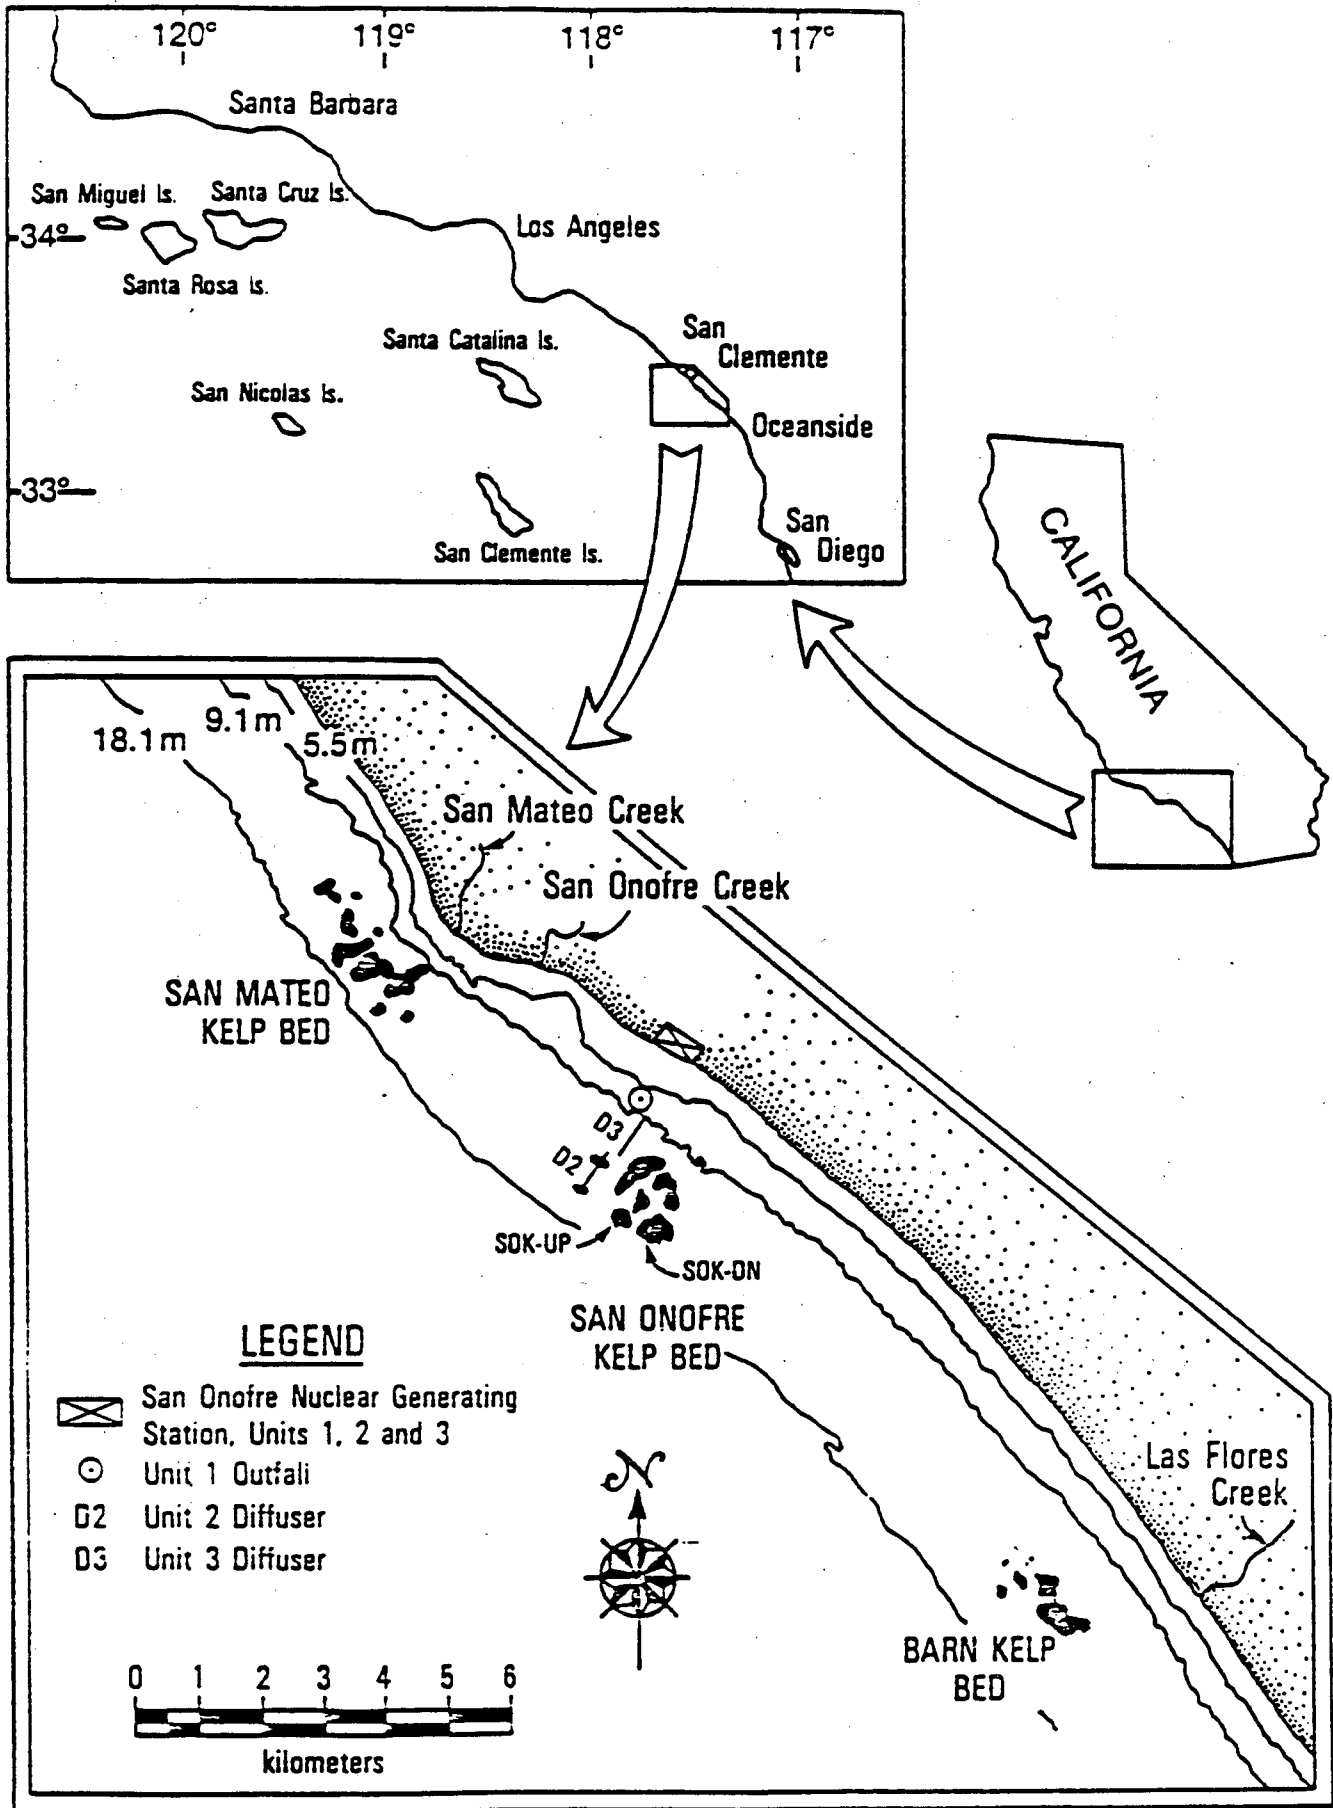 120° 119° 118° 117°
Santa Barbara
San Miguel Is. Santa Cruz Is.
34°
Los Angeles
Santa Rosa Is.
San
Clemente
Santa Catalina Is.
San Nicolas Is.
Oceanside
33°
San
Diego
San Clemente Is.
CALIFORNIA
18.1m 9.1m 5.5m
San Mateo Creek
San Onofre Creek
SAN MATEO
KELP BED
D3
D2
SOK-UP
SOK-DN
SAN ONOFRE
KELP BED
LEGEND
San Onofre Nuclear Generating
Station, Units 1, 2 and 3
Unit 1 Outfall
D2 Unit 2 Diffuser
D3 Unit 3 Diffuser
N
Las Flores
Creek
BARN KELP
BED
0 1 2 3 4 5 6
kilometers